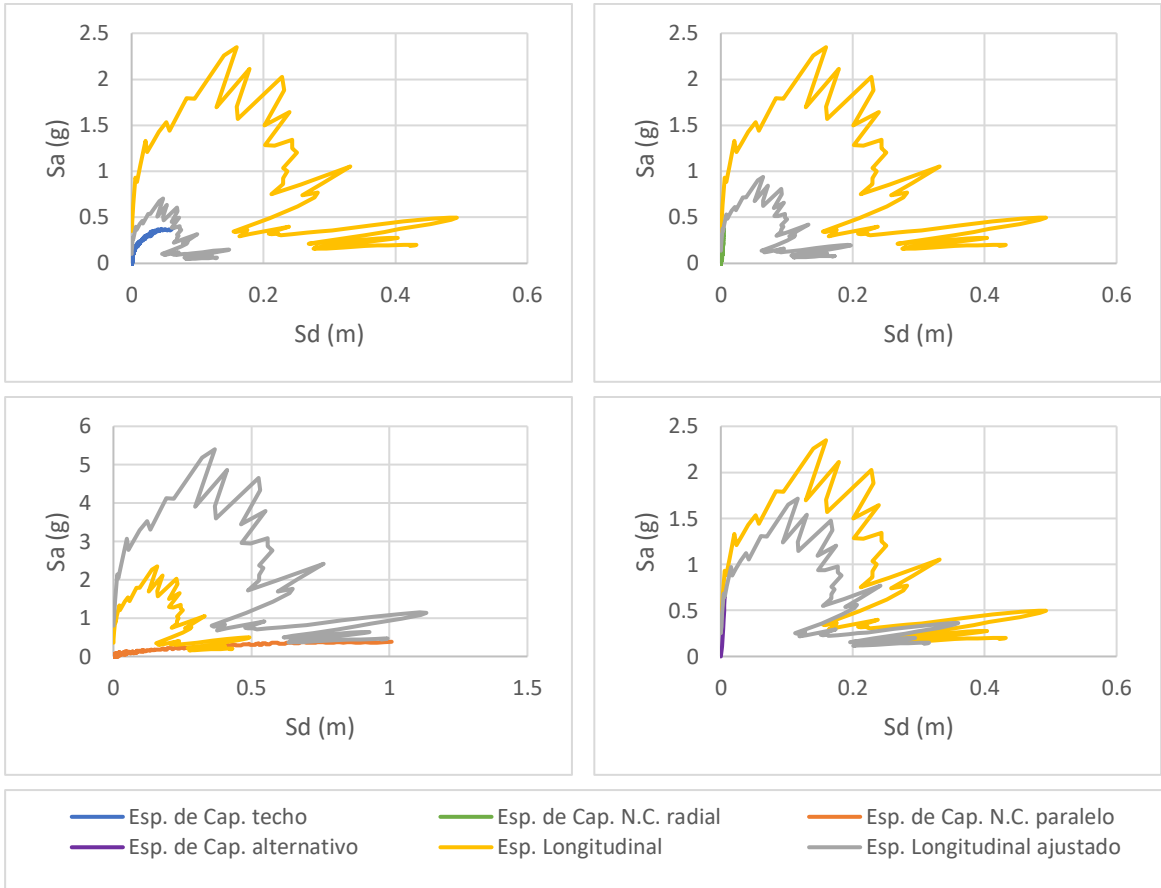 2.5
2
1.5
1
0.5
0
Sa (g)
0 0.2 0.4 0.6
Sd (m)
2.5
2
1.5
1
0.5
0
Sa (g)
0 0.2 0.4 0.6
Sd (m)
6
5
4
3
2
1
0
Sa (g)
0 0.5 1 1.5
Sd (m)
2.5
2
1.5
1
0.5
0
Sa (g)
0 0.2 0.4 0.6
Sd (m)
Esp. de Cap. techo Esp. de Cap. N.C. radial Esp. de Cap. N.C. paralelo
Esp. de Cap. alternativo Esp. Longitudinal Esp. Longitudinal ajustado